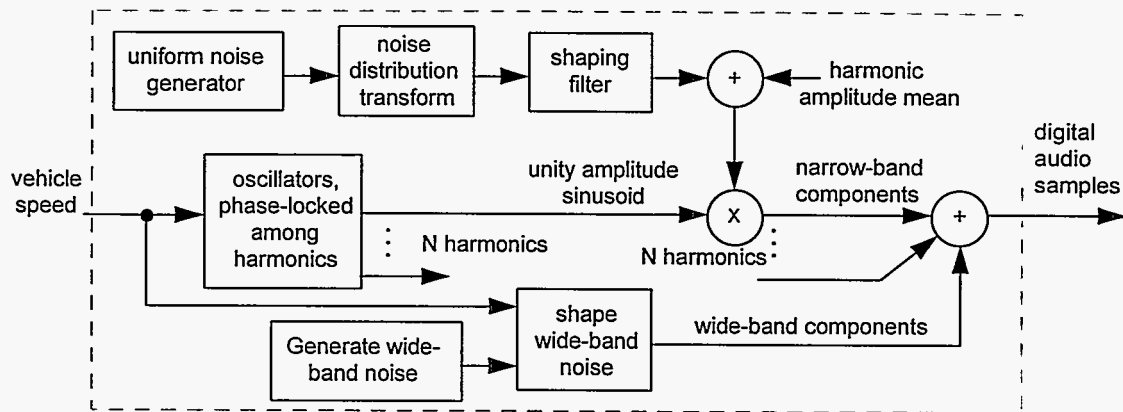 uniform noise
generator
noise
distribution
transform
shaping
filter
+
harmonic
amplitude mean
vehicle
speed
oscillators,
phase-locked
among
harmonics
unity amplitude
sinusoid
X
narrow-band
components
+
digital
audio
samples
N harmonics
N harmonics
Generate wide-
band noise
shape
wide-band
noise
wide-band components